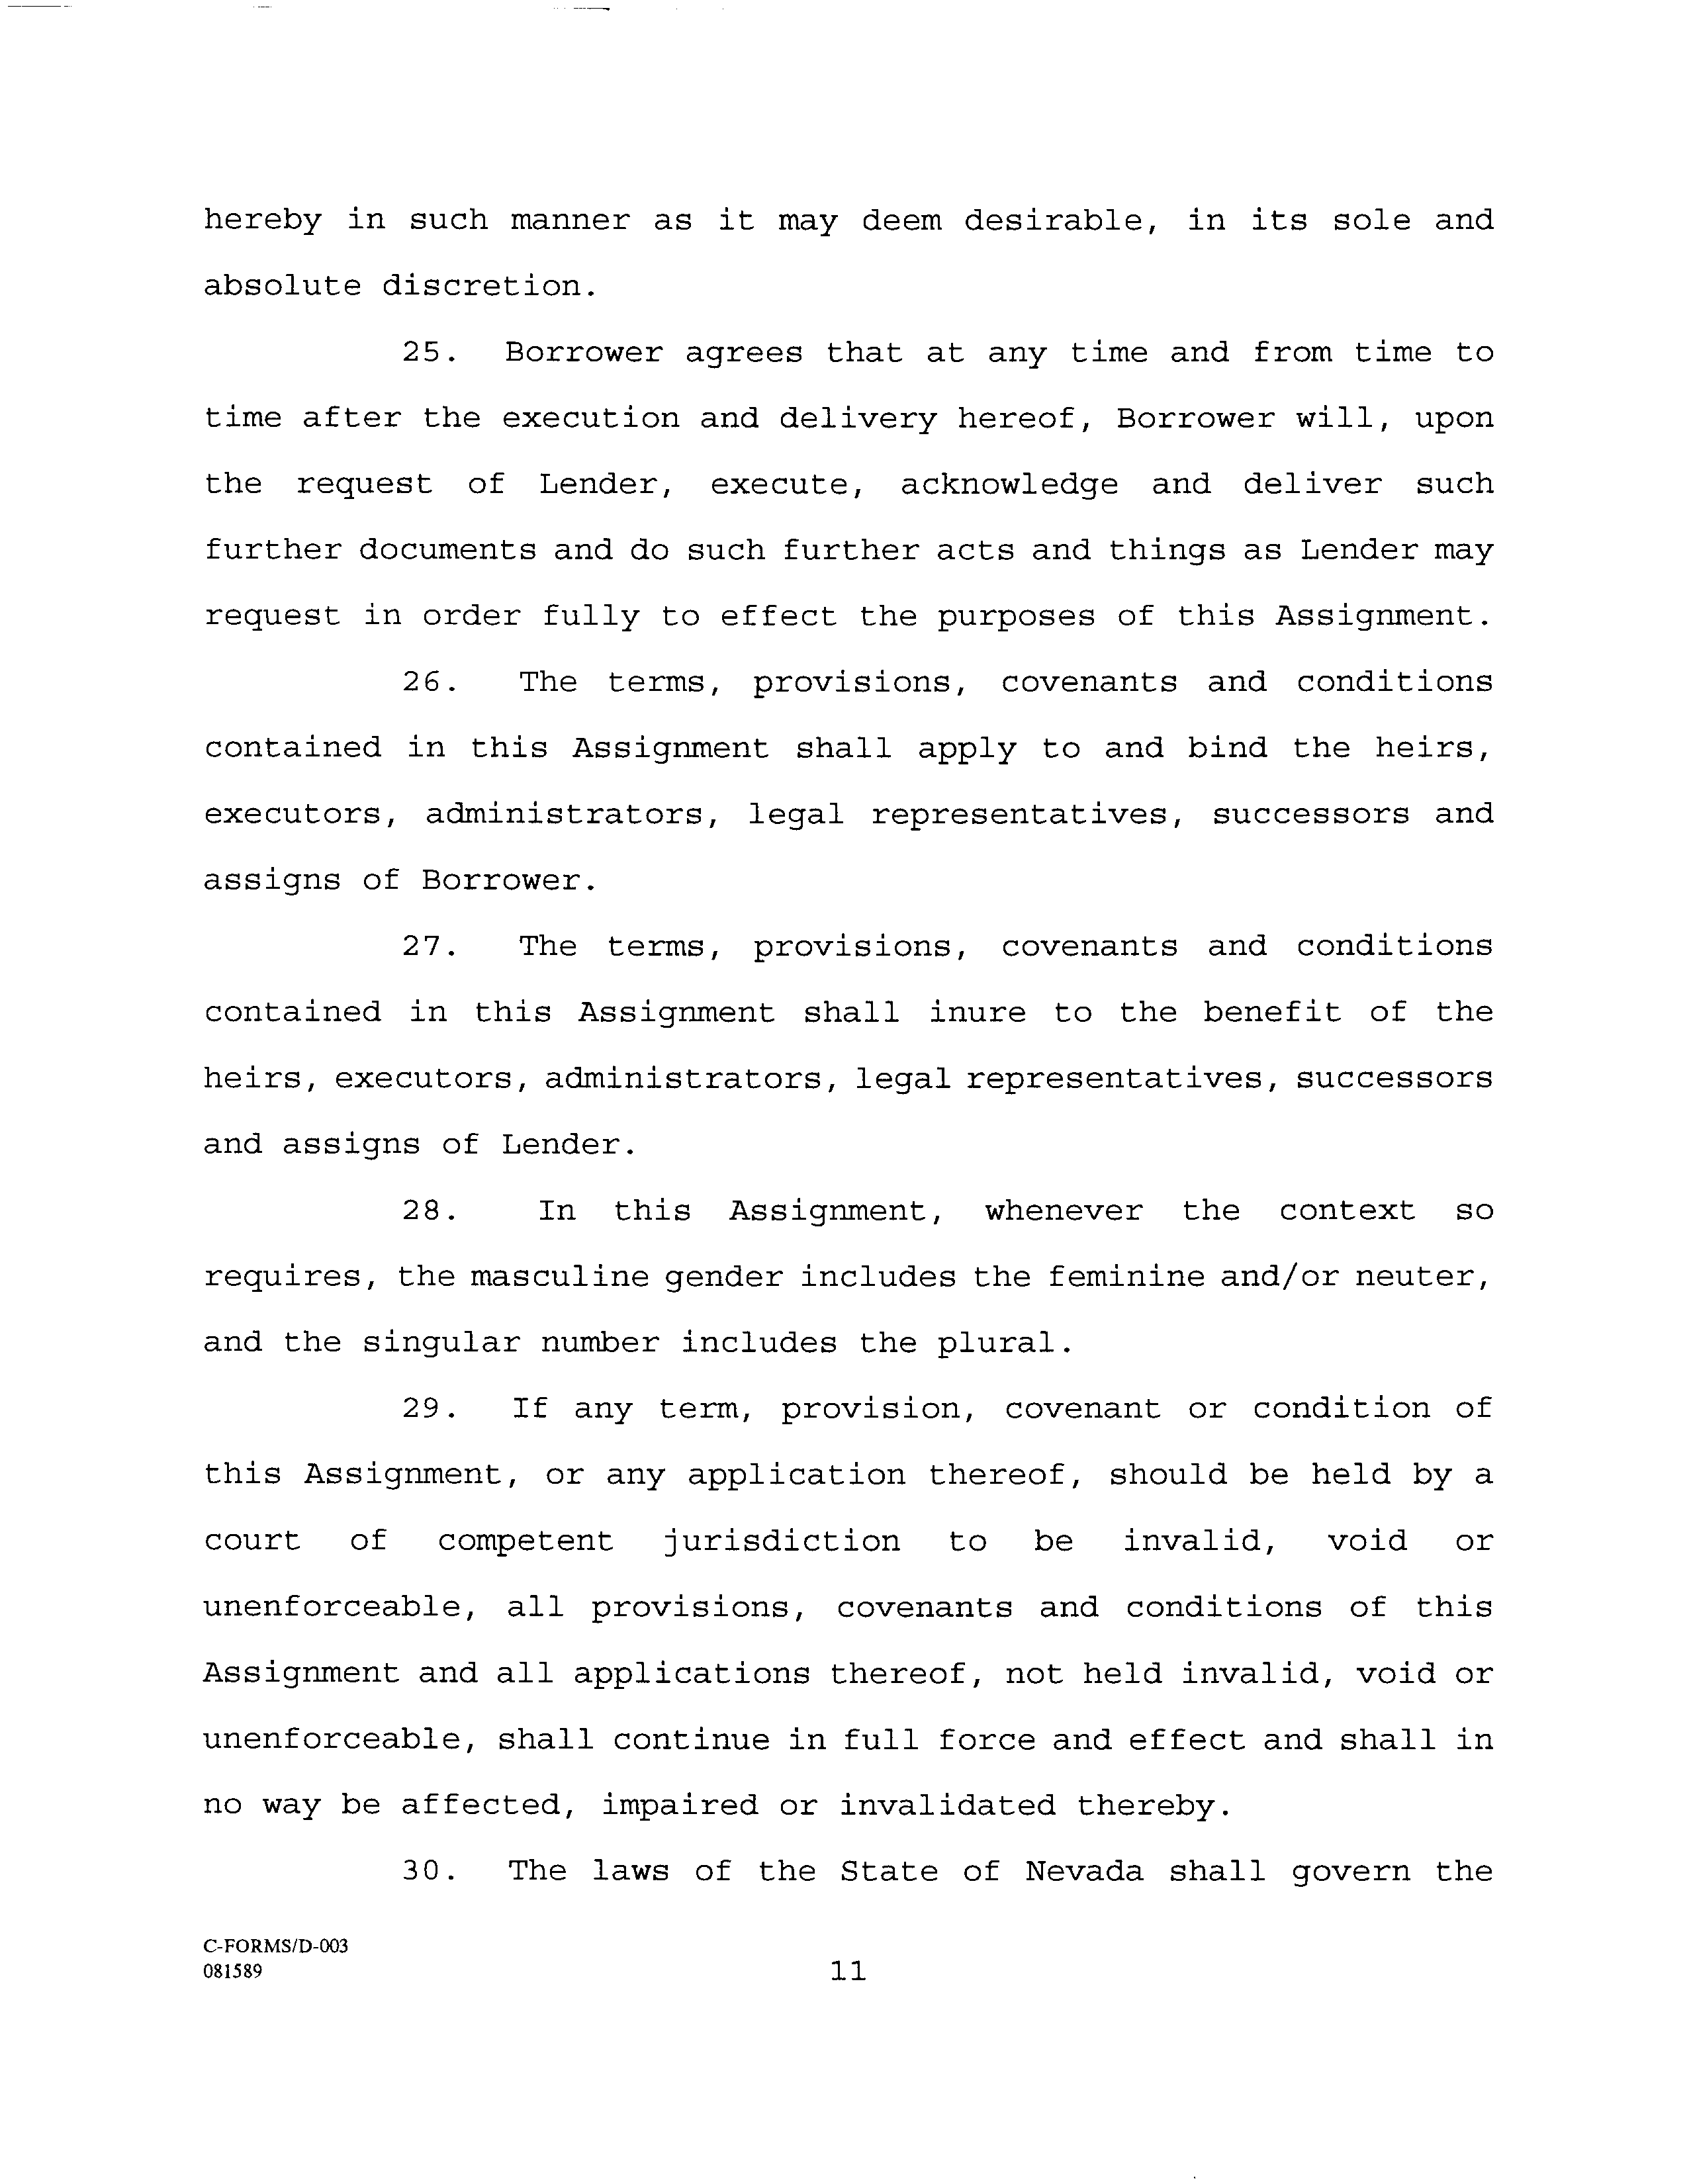 hereby in such manner as it may deem desirable, in its sole and
absolute discretion.
25. Borrower agrees that at any time and from time to
time after the execution and delivery hereof, Borrower will, upon
the request of Lender, execute, acknowledge and deliver such
further documents and do such further acts and things as Lender may
request in order fully to effect the purposes of this Assignment.
26. The terms, provisions, covenants and conditions
contained in this Assignment shall apply to and bind the heirs,
executors, administrators, legal representatives, successors and
assigns of Borrower.
27. The terms, provisions, covenants and conditions
contained in this Assignment shall inure to the benefit of the
heirs, executors, administrators, legal representatives, successors
and assigns of Lender.
28. In this Assignment, whenever the context so
requires, the masculine gender includes the feminine and/or neuter,
and the singular number includes the plural.
29. If any term, provision, covenant or condition of
this Assignment, or any application thereof, should be held by a
court of competent jurisdiction to be invalid, void or
unenforceable, all provisions, covenants and conditions of this
Assignment and all applications thereof, not held invalid, void or
unenforceable, shall continue in full force and effect and shall in
no way be affected, impaired or invalidated thereby.
30. The laws of the State of Nevada shall govern the
C-FORMS/D-003
081589
11